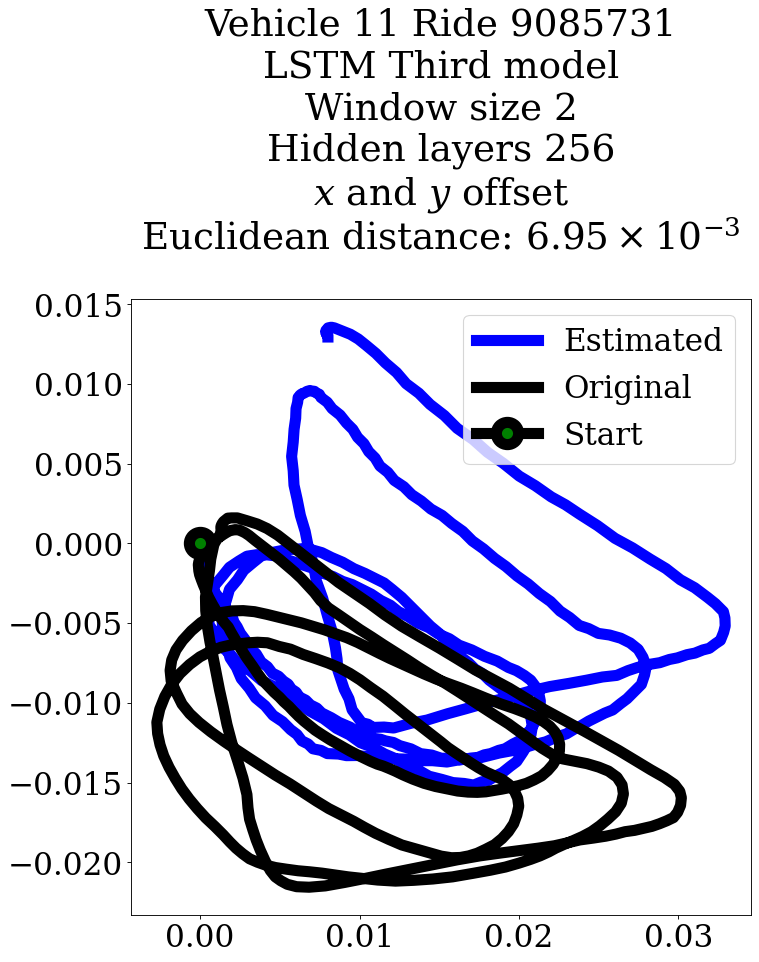 Vehicle 11 Ride 9085731
LSTM Third model
Window size 2
Hidden layers 256
x and y offset
Euclidean distance: 6.95 × 10⁻³
0.015
0.010
0.005
0.000
−0.005
−0.010
−0.015
−0.020
Estimated
Original
Start
0.00 0.01 0.02 0.03